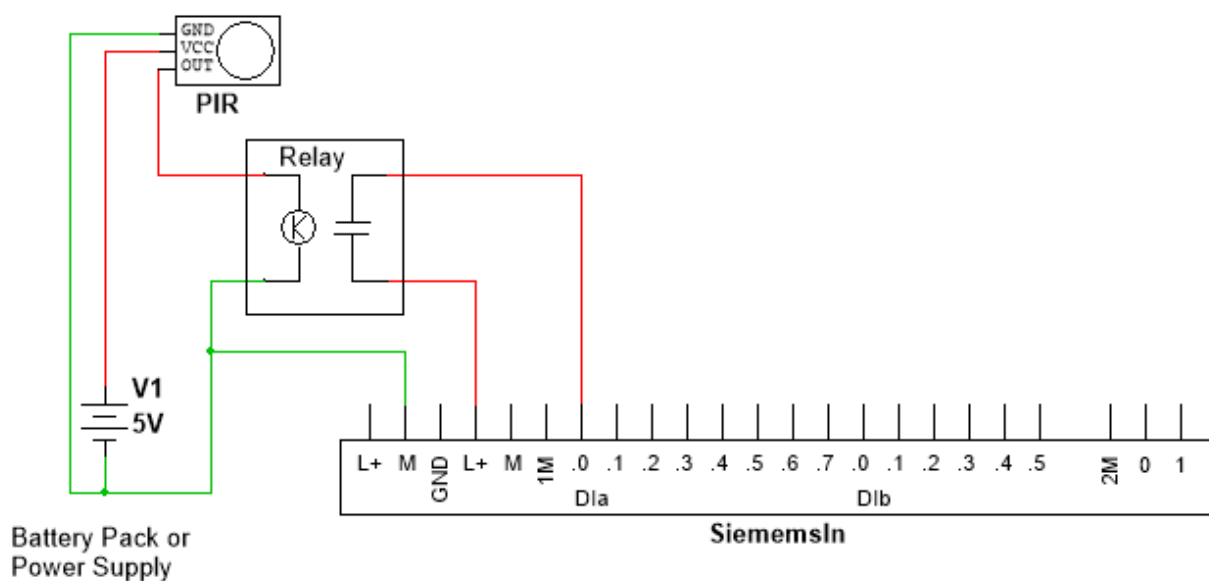 GND
VCC
OUT
PIR
Relay
K
V1
5V
L+ M GND L+ M 1M .0 .1 .2 .3 .4 .5 .6 .7 .0 .1 .2 .3 .4 .5 2M 0 1
DIa DIb
SiememsIn
Battery Pack or
Power Supply